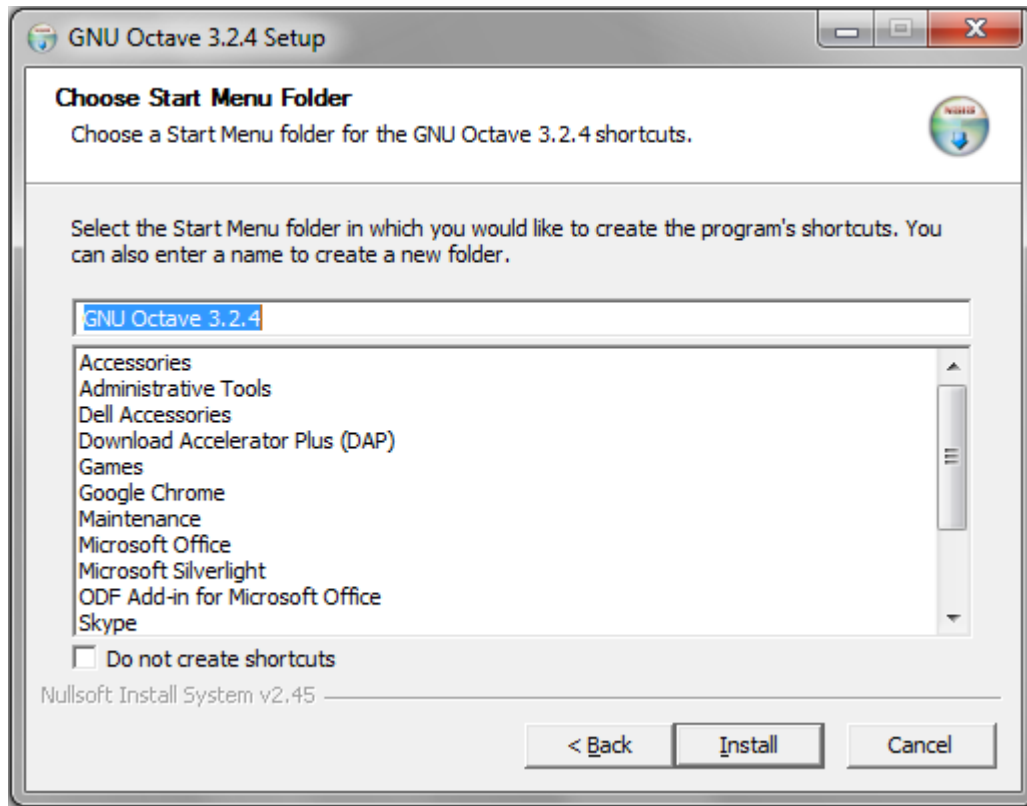 GNU Octave 3.2.4 Setup
Choose Start Menu Folder
Choose a Start Menu folder for the GNU Octave 3.2.4 shortcuts.
NSIS
Select the Start Menu folder in which you would like to create the program's shortcuts. You
can also enter a name to create a new folder.
GNU Octave 3.2.4
Accessories
Administrative Tools
Dell Accessories
Download Accelerator Plus (DAP)
Games
Google Chrome
Maintenance
Microsoft Office
Microsoft Silverlight
ODF Add-in for Microsoft Office
Skype
Do not create shortcuts
Nullsoft Install System v2.45
< Back Install Cancel